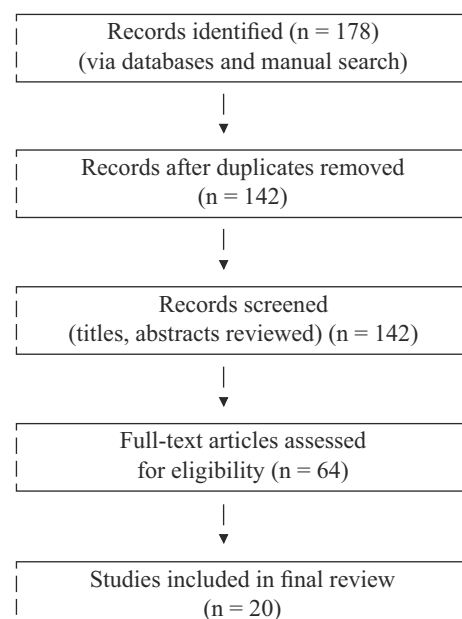 Records identified (n = 178)
(via databases and manual search)
Records after duplicates removed
(n = 142)
Records screened
(titles, abstracts reviewed) (n = 142)
Full-text articles assessed
for eligibility (n = 64)
Studies included in final review
(n = 20)